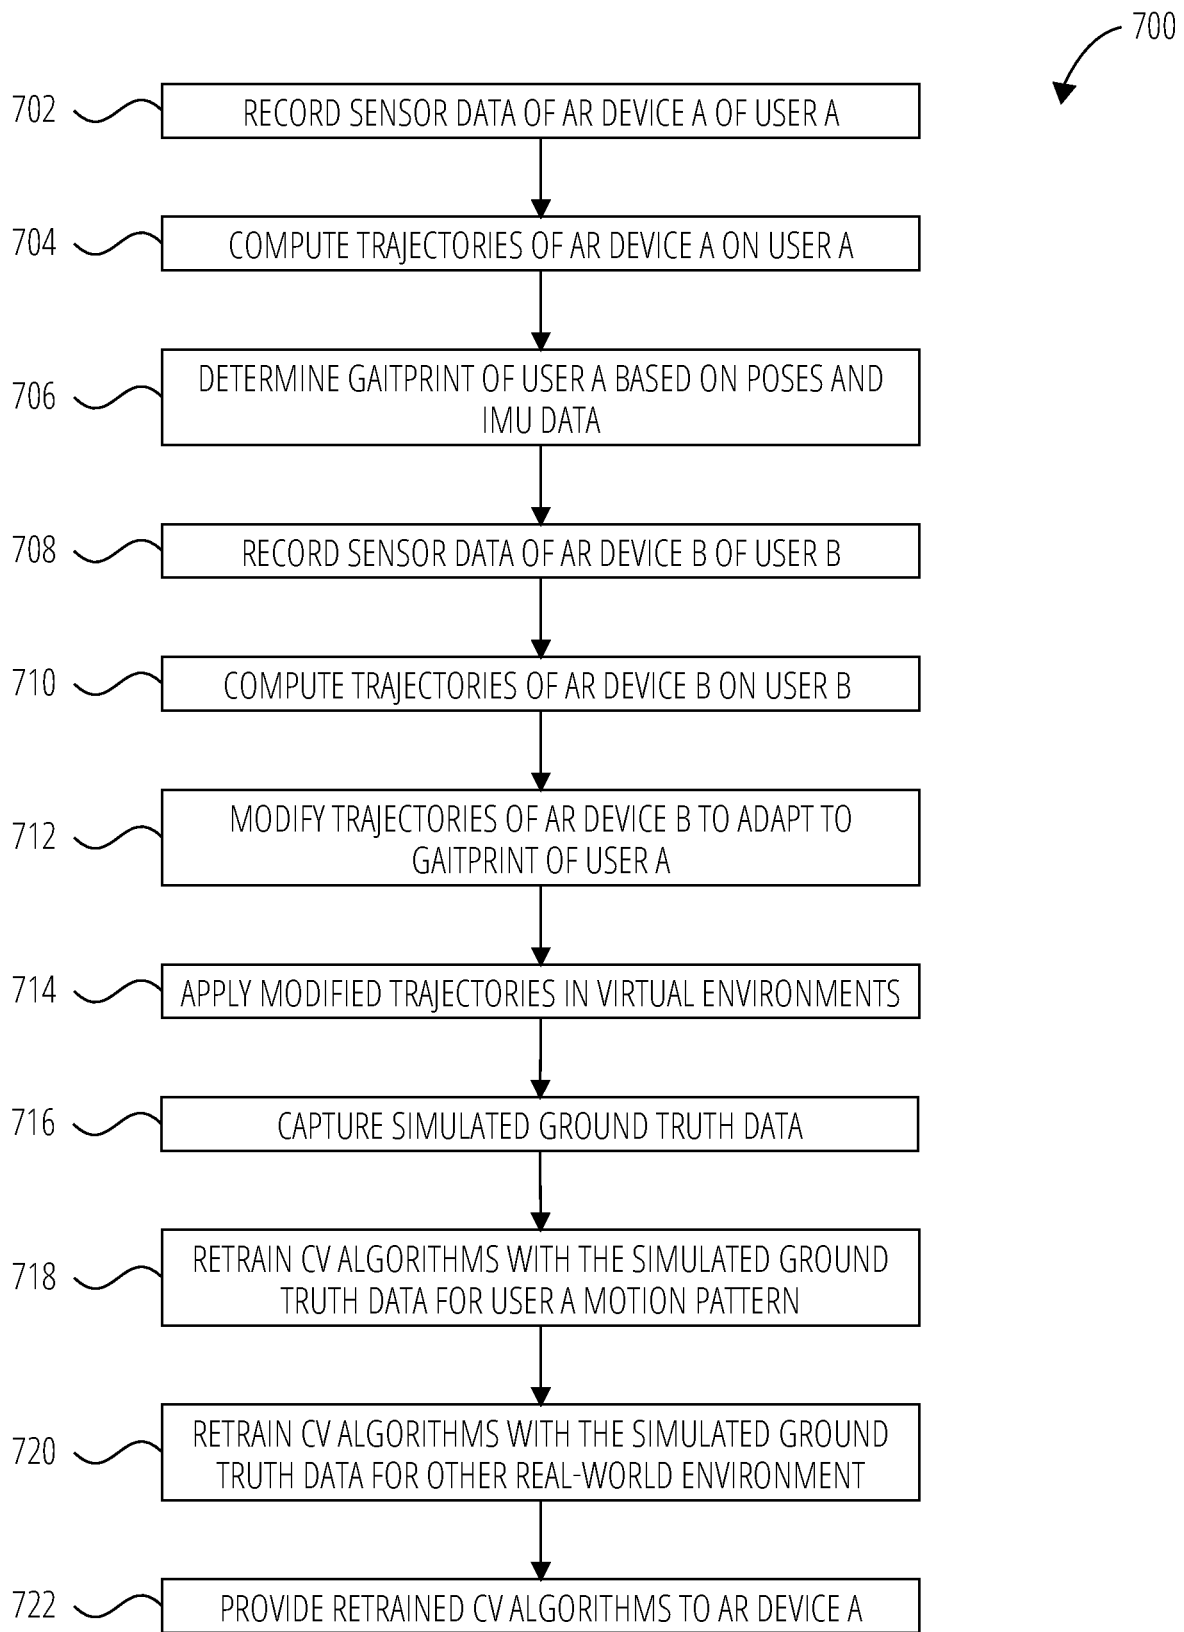 700
702 RECORD SENSOR DATA OF AR DEVICE A OF USER A
704 COMPUTE TRAJECTORIES OF AR DEVICE A ON USER A
706 DETERMINE GAITPRINT OF USER A BASED ON POSES AND
IMU DATA
708 RECORD SENSOR DATA OF AR DEVICE B OF USER B
710 COMPUTE TRAJECTORIES OF AR DEVICE B ON USER B
712 MODIFY TRAJECTORIES OF AR DEVICE B TO ADAPT TO
GAITPRINT OF USER A
714 APPLY MODIFIED TRAJECTORIES IN VIRTUAL ENVIRONMENTS
716 CAPTURE SIMULATED GROUND TRUTH DATA
718 RETRAIN CV ALGORITHMS WITH THE SIMULATED GROUND
TRUTH DATA FOR USER A MOTION PATTERN
720 RETRAIN CV ALGORITHMS WITH THE SIMULATED GROUND
TRUTH DATA FOR OTHER REAL-WORLD ENVIRONMENT
722 PROVIDE RETRAINED CV ALGORITHMS TO AR DEVICE A